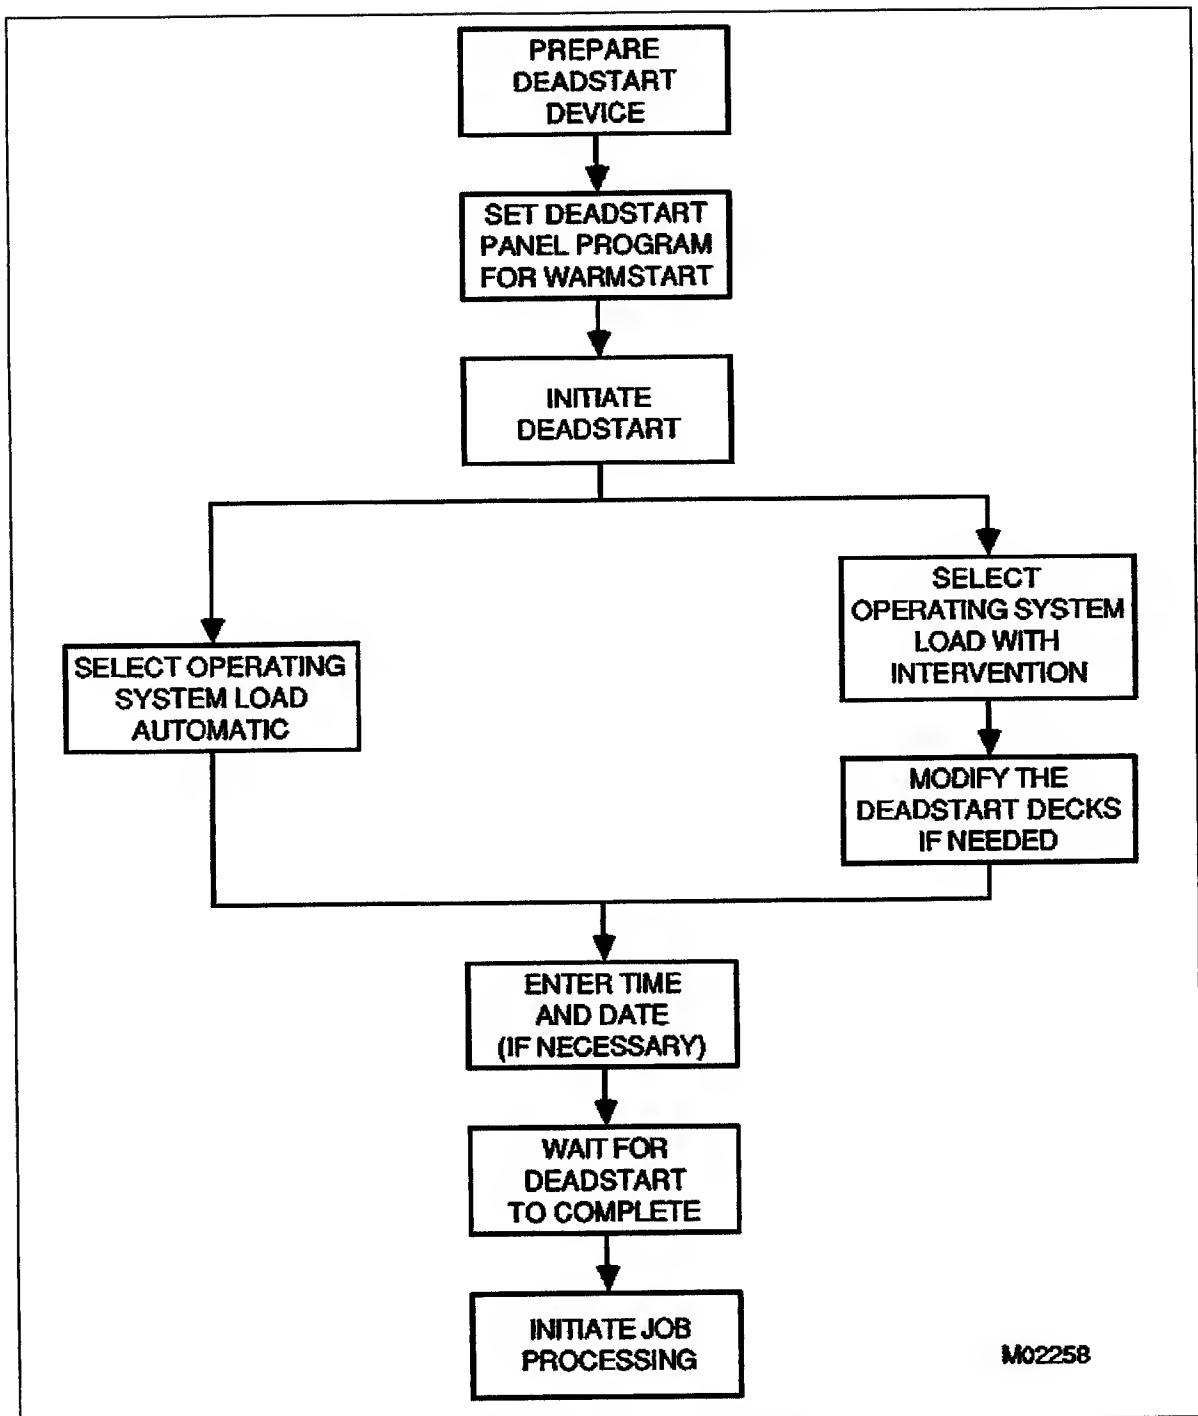 PREPARE
DEADSTART
DEVICE
SET DEADSTART
PANEL PROGRAM
FOR WARMSTART
INITIATE
DEADSTART
SELECT OPERATING
SYSTEM LOAD
AUTOMATIC
SELECT
OPERATING SYSTEM
LOAD WITH
INTERVENTION
MODIFY THE
DEADSTART DECKS
IF NEEDED
ENTER TIME
AND DATE
(IF NECESSARY)
WAIT FOR
DEADSTART
TO COMPLETE
INITIATE JOB
PROCESSING
M02258